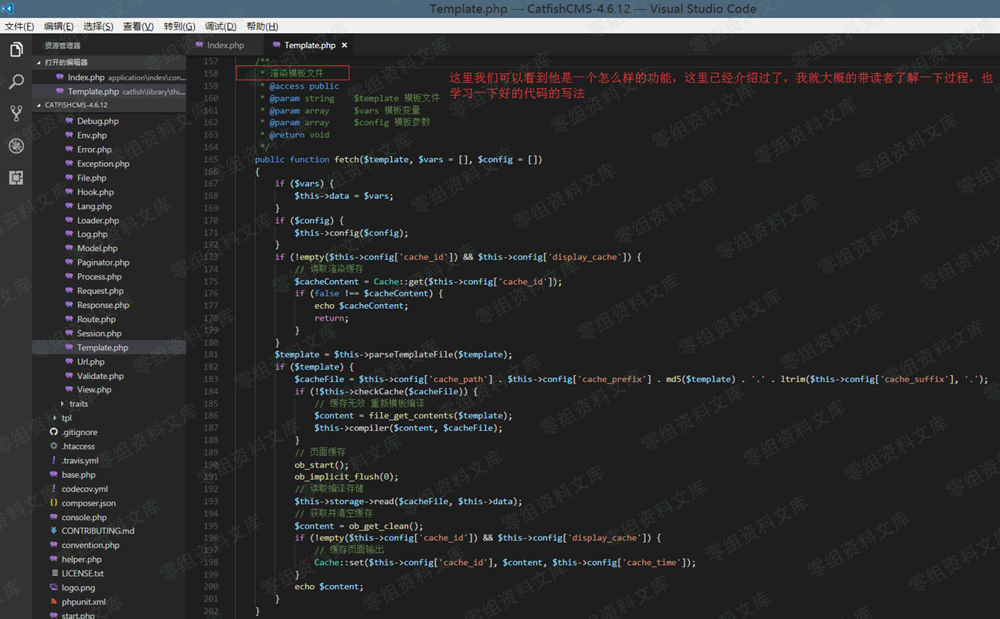 Template.php — CatfishCMS-4.6.12 — Visual Studio Code
文件(F) 编辑(E) 选择(S) 查看(V) 转到(G) 调试(D) 帮助(H)
资源管理器
打开的编辑器
Index.php application\index\con...
Template.php catfish\library\thi...
CATFISHCMS-4.6.12
Debug.php
Env.php
Error.php
Exception.php
File.php
Hook.php
Lang.php
Loader.php
Log.php
Model.php
Paginator.php
Process.php
Request.php
Response.php
Route.php
Session.php
Template.php
Url.php
Validate.php
View.php
traits
tpl
.gitignore
.htaccess
.travis.yml
base.php
codecov.yml
composer.json
console.php
CONTRIBUTING.md
convention.php
helper.php
LICENSE.txt
logo.png
phpunit.xml
start.php
Index.php Template.php
157 /**
158 * 渲染模板文件
159 * @access public
160 * @param string $template 模板文件
161 * @param array $vars 模板变量
162 * @param array $config 模板参数
163 * @return void
164 */
165 public function fetch($template, $vars = [], $config = [])
166 {
167 if ($vars) {
168 $this->data = $vars;
169 }
170 if ($config) {
171 $this->config($config);
172 }
173 if (!empty($this->config['cache_id']) && $this->config['display_cache']) {
174 // 读取渲染缓存
175 $cacheContent = Cache::get($this->config['cache_id']);
176 if (false !== $cacheContent) {
177 echo $cacheContent;
178 return;
179 }
180 }
181 $template = $this->parseTemplateFile($template);
182 if ($template) {
183 $cacheFile = $this->config['cache_path'] . $this->config['cache_prefix'] . md5($template) . '.' . ltrim($this->config['cache_suffix'], '.');
184 if (!$this->checkCache($cacheFile)) {
185 // 缓存无效 重新模板编译
186 $content = file_get_contents($template);
187 $this->compiler($content, $cacheFile);
188 }
189 // 页面缓存
190 ob_start();
191 ob_implicit_flush(0);
192 // 读取编译存储
193 $this->storage->read($cacheFile, $this->data);
194 // 获取并清空缓存
195 $content = ob_get_clean();
196 if (!empty($this->config['cache_id']) && $this->config['display_cache']) {
197 // 缓存页面输出
198 Cache::set($this->config['cache_id'], $content, $this->config['cache_time']);
199 }
200 echo $content;
201 }
202 }
这里我们可以看到他是一个怎么样的功能，这里已经介绍过了，我就大概的带读者了解一下过程，也
学习一下好的代码的写法
零组资料文库